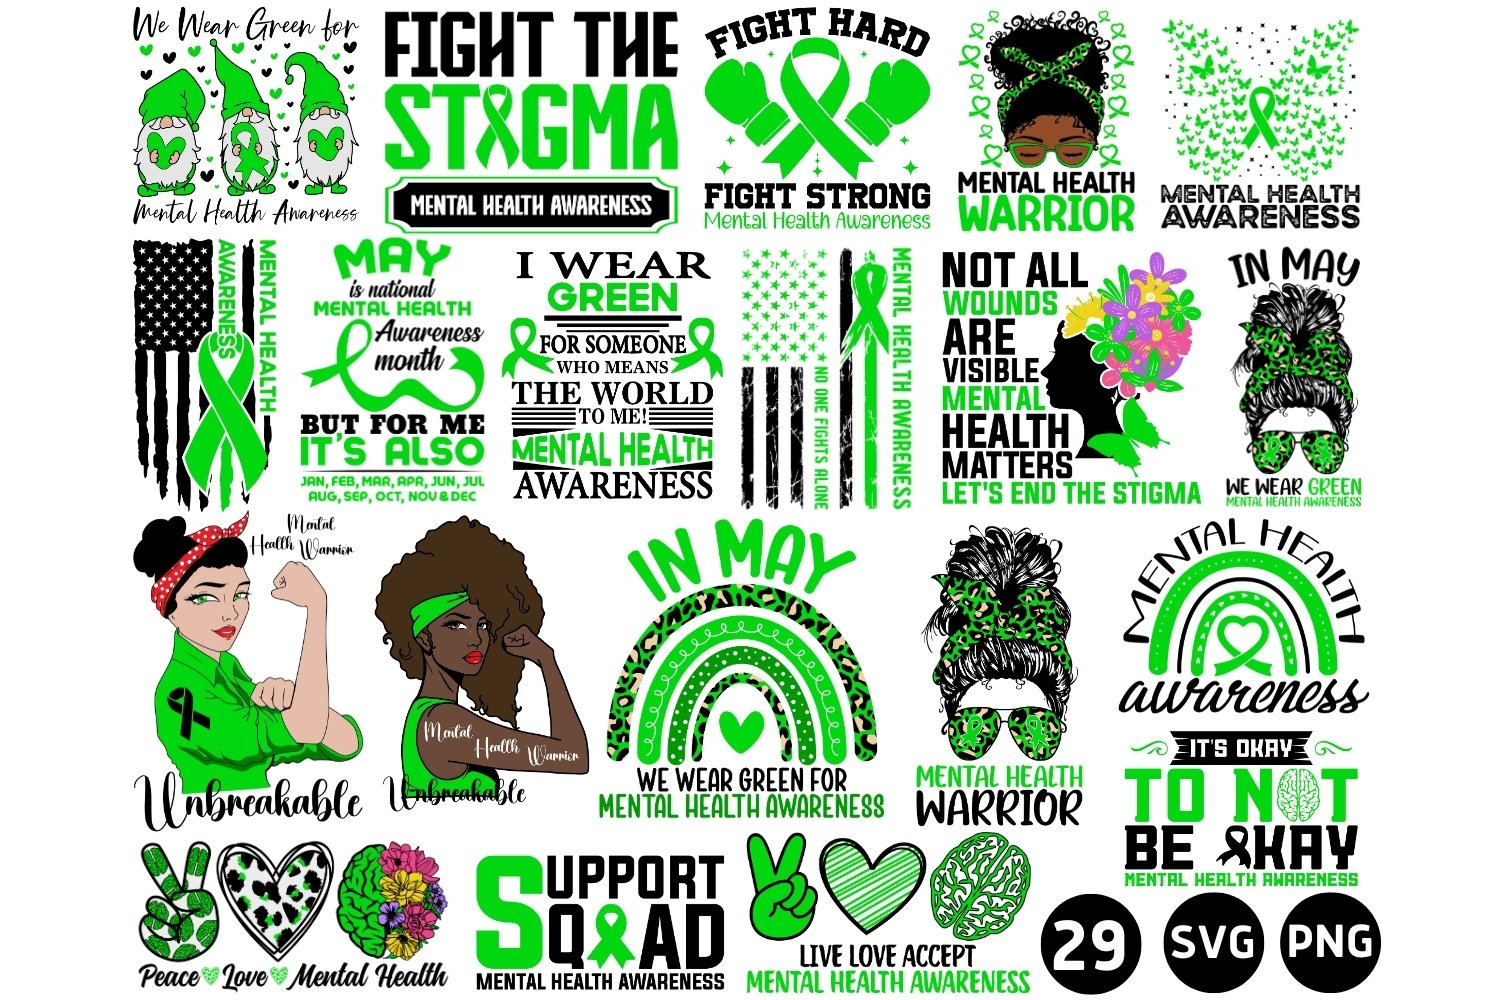 We Wear Green for
Mental Health Awareness
FIGHT THE
STIGMA
MENTAL HEALTH AWARENESS
FIGHT HARD
FIGHT STRONG
Mental Health Awareness
MENTAL HEALTH
WARRIOR
MENTAL HEALTH
AWARENESS
MENTAL HEALTH
AWARENESS
MAY
is national
MENTAL HEALTH
Awareness
month
BUT FOR ME
IT'S ALSO
JAN, FEB, MAR, APR, JUN, JUL
AUG, SEP, OCT, NOV & DEC
I WEAR
GREEN
FOR SOMEONE
WHO MEANS
THE WORLD
TO ME!
MENTAL HEALTH
AWARENESS
MENTAL HEALTH AWARENESS
NO ONE FIGHTS ALONE
NOT ALL
WOUNDS
ARE
VISIBLE
MENTAL
HEALTH
MATTERS
LET'S END THE STIGMA
IN MAY
WE WEAR GREEN
MENTAL HEALTH AWARENESS
Mental
Health Warrior
Unbreakable
Mental
Health
Warrior
Unbreakable
IN MAY
WE WEAR GREEN FOR
MENTAL HEALTH AWARENESS
MENTAL HEALTH
WARRIOR
MENTAL HEALTH
awareness
IT'S OKAY
TO NOT
BE OKAY
MENTAL HEALTH AWARENESS
Peace Love Mental Health
SUPPORT
SQUAD
MENTAL HEALTH AWARENESS
LIVE LOVE ACCEPT
MENTAL HEALTH AWARENESS
29
SVG
PNG